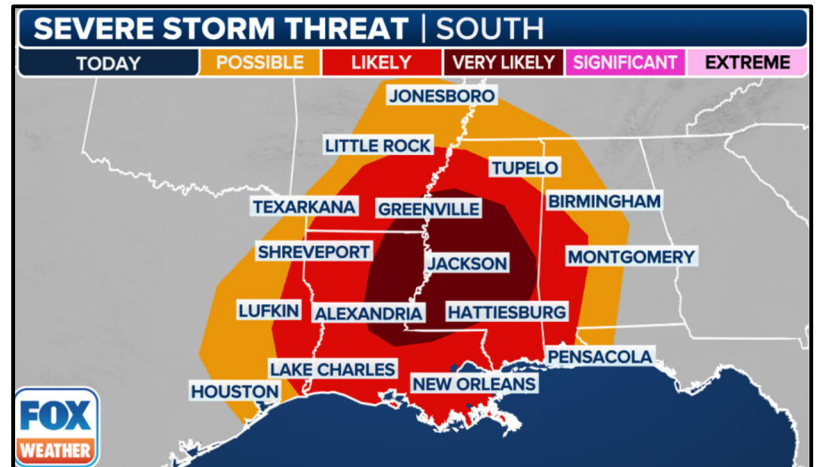 SEVERE STORM THREAT | SOUTH
TODAY POSSIBLE LIKELY VERY LIKELY SIGNIFICANT EXTREME
JONESBORO
LITTLE ROCK
TUPELO
TEXARKANA GREENVILLE BIRMINGHAM
SHREVEPORT JACKSON MONTGOMERY
LUFKIN ALEXANDRIA HATTIESBURG
PENSACOLA
LAKE CHARLES
HOUSTON NEW ORLEANS
FOX
WEATHER